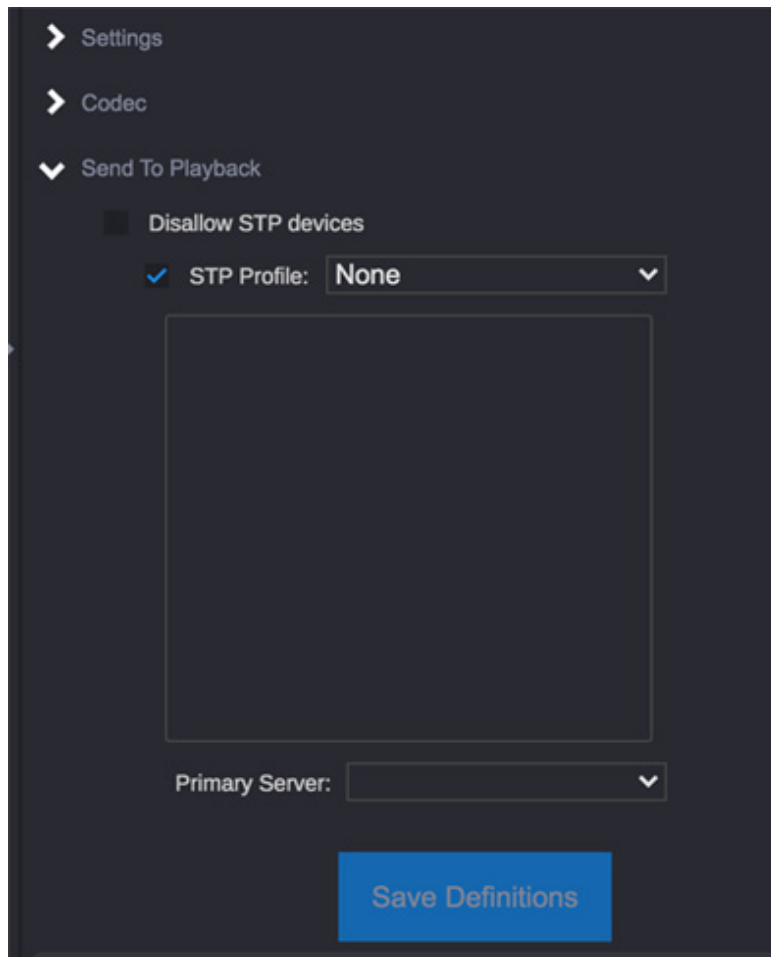 Settings
Codec
Send To Playback
Disallow STP devices
STP Profile: None
Primary Server:
Save Definitions